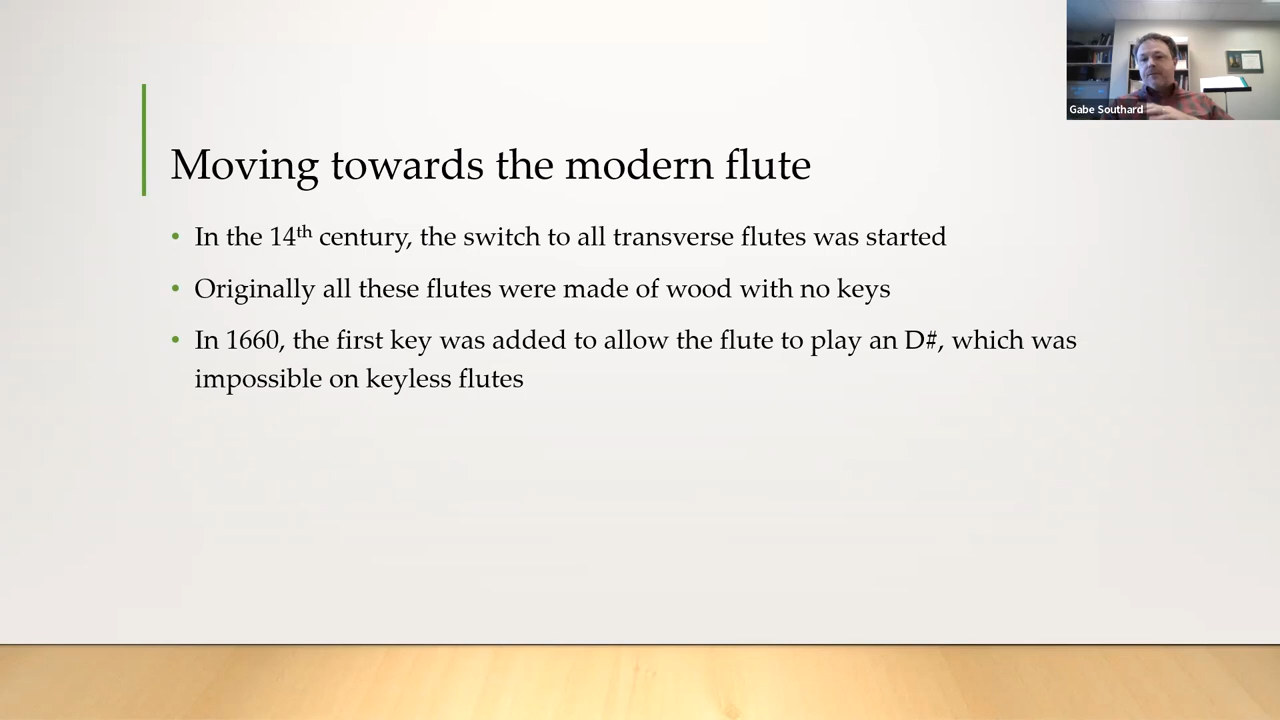 Gabe Southard
Moving towards the modern flute
• In the 14th century, the switch to all transverse flutes was started
• Originally all these flutes were made of wood with no keys
• In 1660, the first key was added to allow the flute to play an D#, which was
impossible on keyless flutes